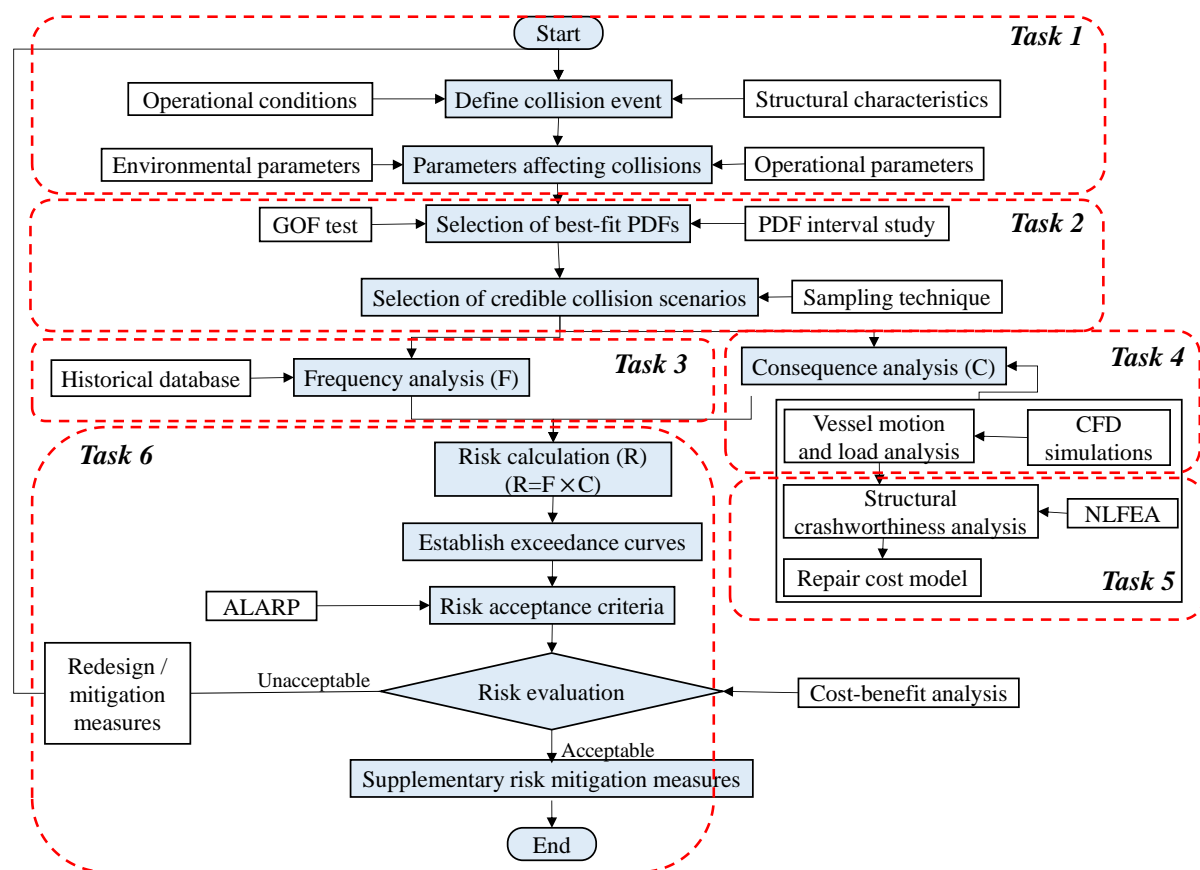 Start
Task 1
Operational conditions
Define collision event
Structural characteristics
Environmental parameters
Parameters affecting collisions
Operational parameters
GOF test
Selection of best-fit PDFs
PDF interval study
Task 2
Selection of credible collision scenarios
Sampling technique
Historical database
Frequency analysis (F)
Task 3
Consequence analysis (C)
Task 4
Vessel motion
and load analysis
CFD
simulations
Task 6
Risk calculation (R)
(R=F×C)
Structural
crashworthiness analysis
NLFEA
Establish exceedance curves
Repair cost model
Task 5
ALARP
Risk acceptance criteria
Redesign /
mitigation
measures
Unacceptable
Risk evaluation
Cost-benefit analysis
Acceptable
Supplementary risk mitigation measures
End